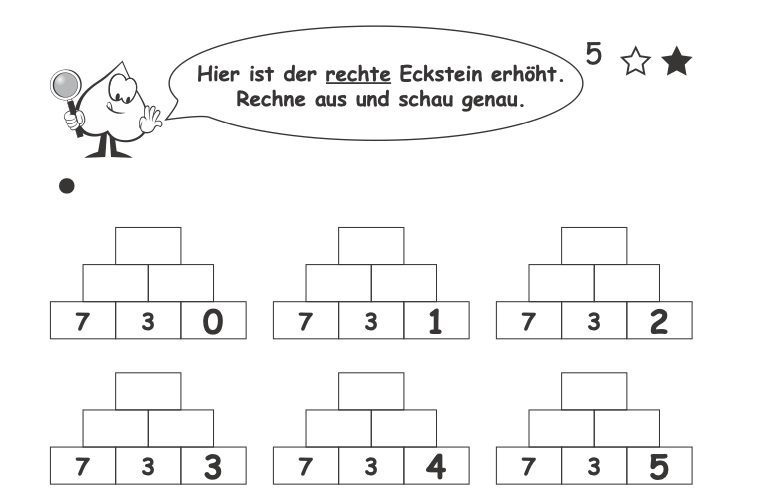 Hier ist der rechte Eckstein erhöht.
Rechne aus und schau genau.
5
7 3 0
7 3 1
7 3 2
7 3 3
7 3 4
7 3 5